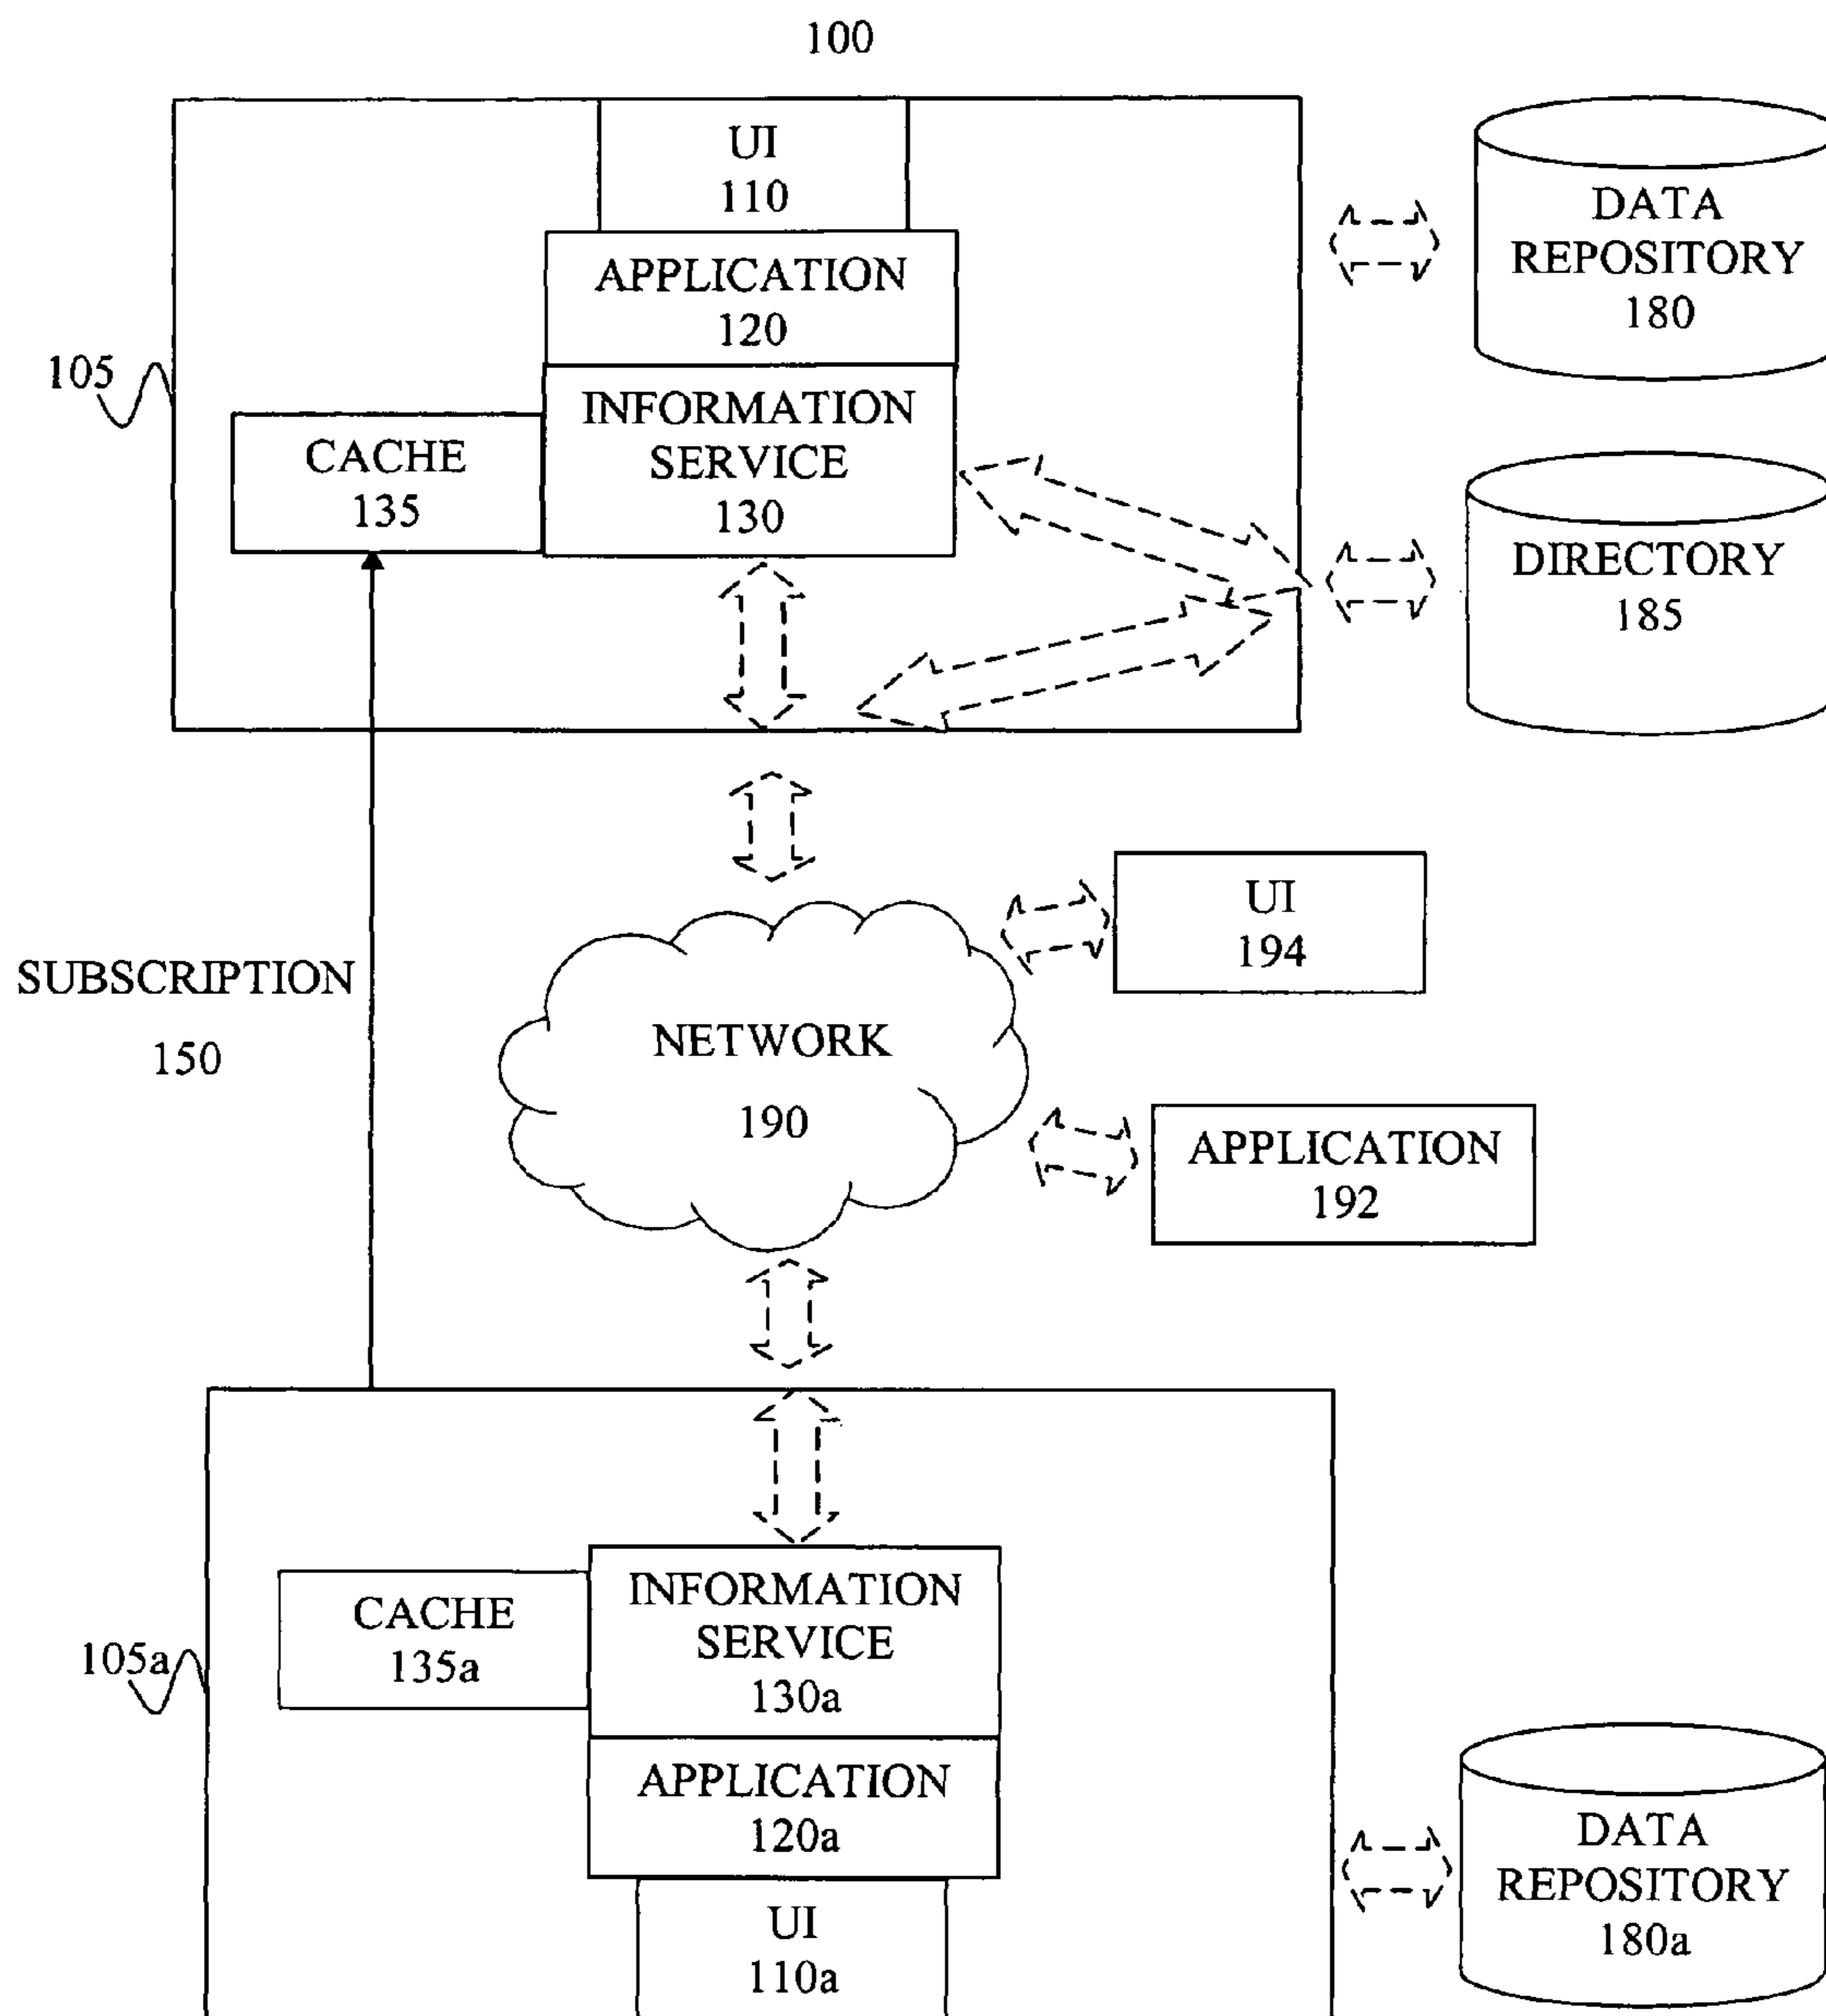 100
UI
110
DATA
REPOSITORY
180
APPLICATION
120
105
INFORMATION
SERVICE
130
CACHE
135
DIRECTORY
185
SUBSCRIPTION
150
UI
194
NETWORK
190
APPLICATION
192
105a
CACHE
135a
INFORMATION
SERVICE
130a
APPLICATION
120a
UI
110a
DATA
REPOSITORY
180a